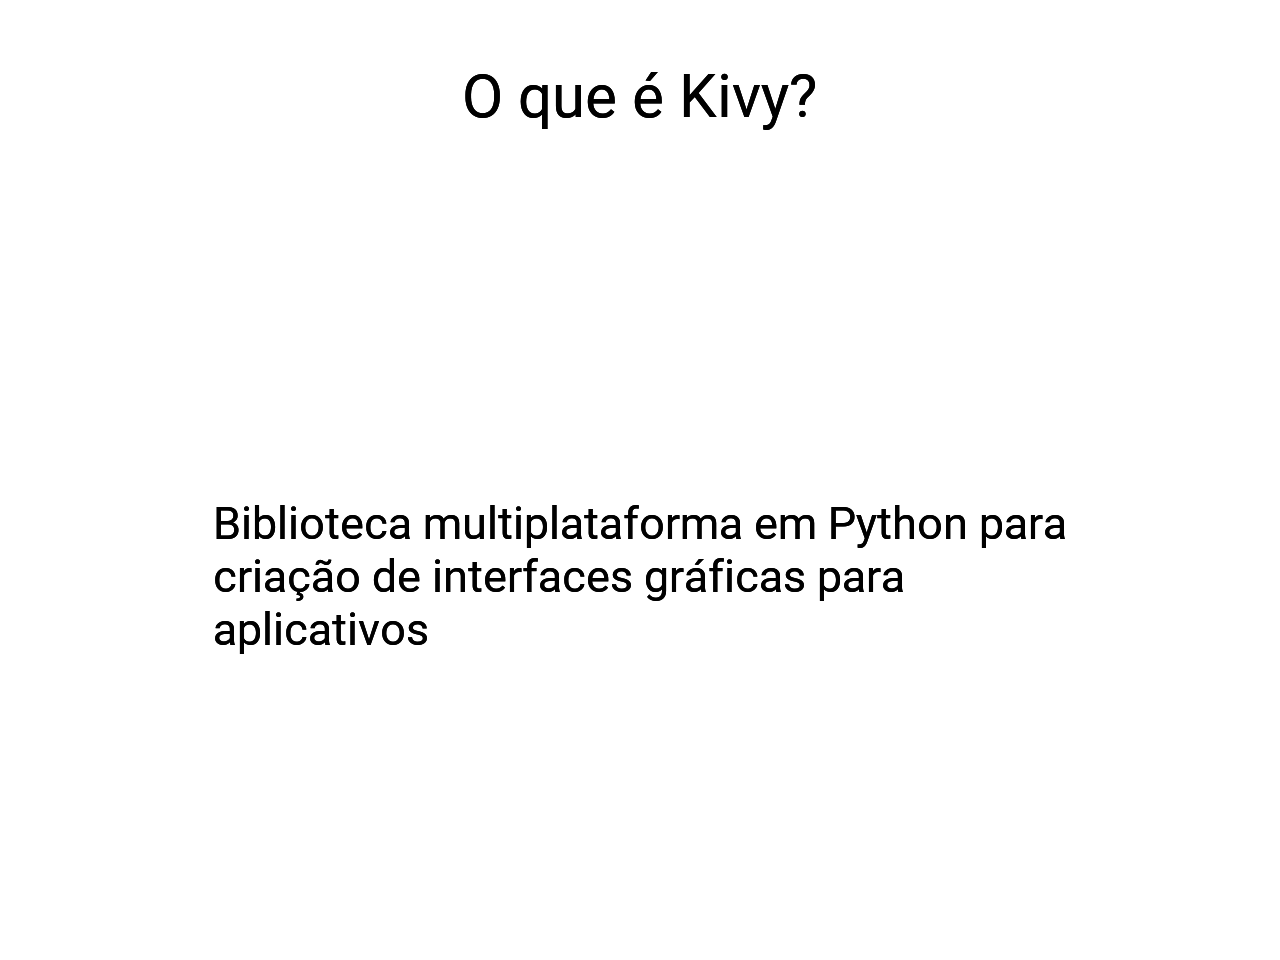 O que é Kivy?
Biblioteca multiplataforma em Python para
criação de interfaces gráficas para
aplicativos